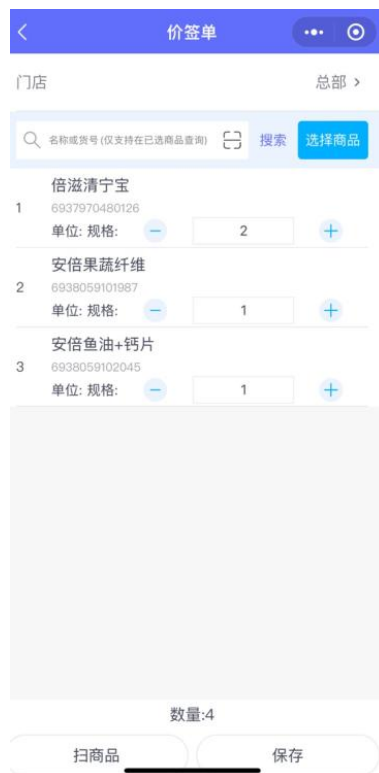 价签单
门店 总部 >
名称或货号(仅支持在已选商品查询) 搜索 选择商品
倍滋清宁宝
1 6937970480126
单位: 规格: 2
安倍果蔬纤维
2 6938059101987
单位: 规格: 1
安倍鱼油+钙片
3 6938059102045
单位: 规格: 1
数量:4
扫商品 保存